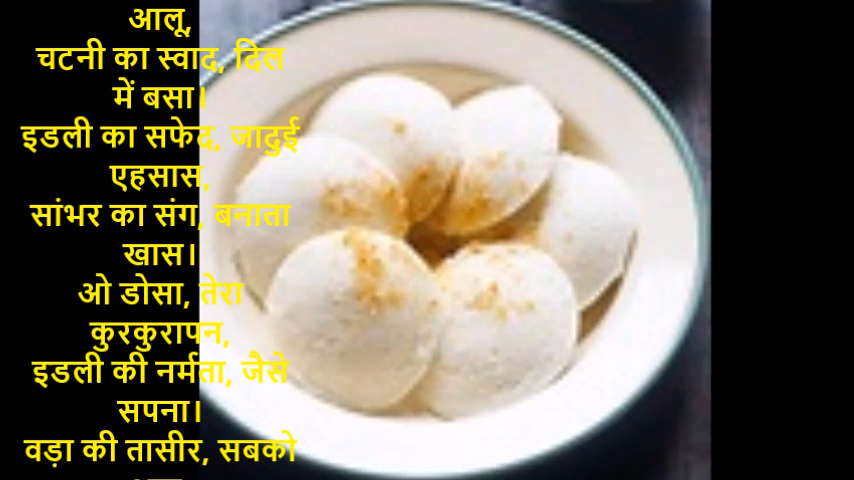 आलू,
चटनी का स्वाद, दिल
में बसा।
इडली का सफेद, जादुई
एहसास,
सांभर का संग, बनाता
खास।
ओ डोसा, तेरा
कुरकुरापन,
इडली की नर्मता, जैसे
सपना।
वड़ा की तासीर, सबको